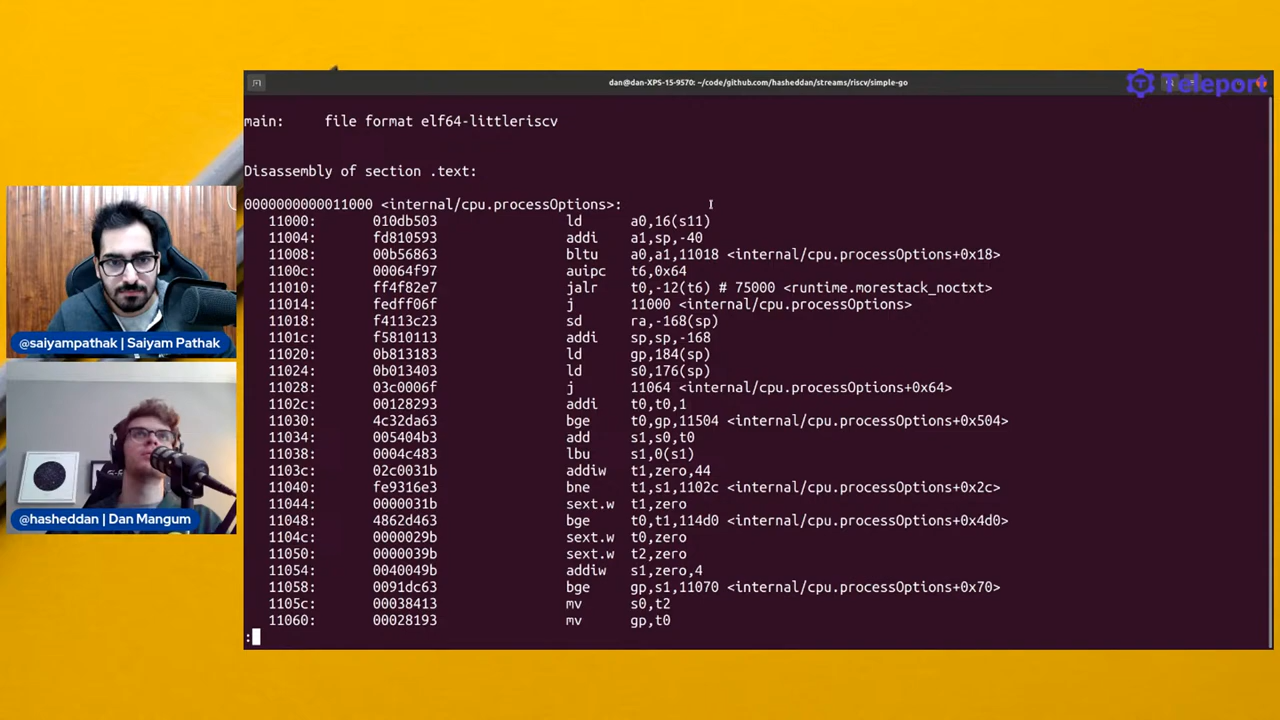 dan@dan-XPS-15-9570: ~/code/github.com/hasheddan/streams/riscv/simple-go
Teleport
main:     file format elf64-littleriscv
Disassembly of section .text:
0000000000011000 <internal/cpu.processOptions>:
11000: 010db503 ld a0,16(s11)
11004: fd810593 addi a1,sp,-40
11008: 00b56863 bltu a0,a1,11018 <internal/cpu.processOptions+0x18>
1100c: 00064f97 auipc t6,0x64
11010: ff4f82e7 jalr t0,-12(t6) # 75000 <runtime.morestack_noctxt>
11014: fedff06f j 11000 <internal/cpu.processOptions>
11018: f4113c23 sd ra,-168(sp)
1101c: f5810113 addi sp,sp,-168
11020: 0b813183 ld gp,184(sp)
11024: 0b013403 ld s0,176(sp)
11028: 03c0006f j 11064 <internal/cpu.processOptions+0x64>
1102c: 00128293 addi t0,t0,1
11030: 4c32da63 bge t0,gp,11504 <internal/cpu.processOptions+0x504>
11034: 005404b3 add s1,s0,t0
11038: 0004c483 lbu s1,0(s1)
1103c: 02c0031b addiw t1,zero,44
11040: fe9316e3 bne t1,s1,1102c <internal/cpu.processOptions+0x2c>
11044: 0000031b sext.w t1,zero
11048: 4862d463 bge t0,t1,114d0 <internal/cpu.processOptions+0x4d0>
1104c: 0000029b sext.w t0,zero
11050: 0000039b sext.w t2,zero
11054: 0040049b addiw s1,zero,4
11058: 0091dc63 bge gp,s1,11070 <internal/cpu.processOptions+0x70>
1105c: 00038413 mv s0,t2
11060: 00028193 mv gp,t0
:
@saiyampathak | Saiyam Pathak
@hasheddan | Dan Mangum